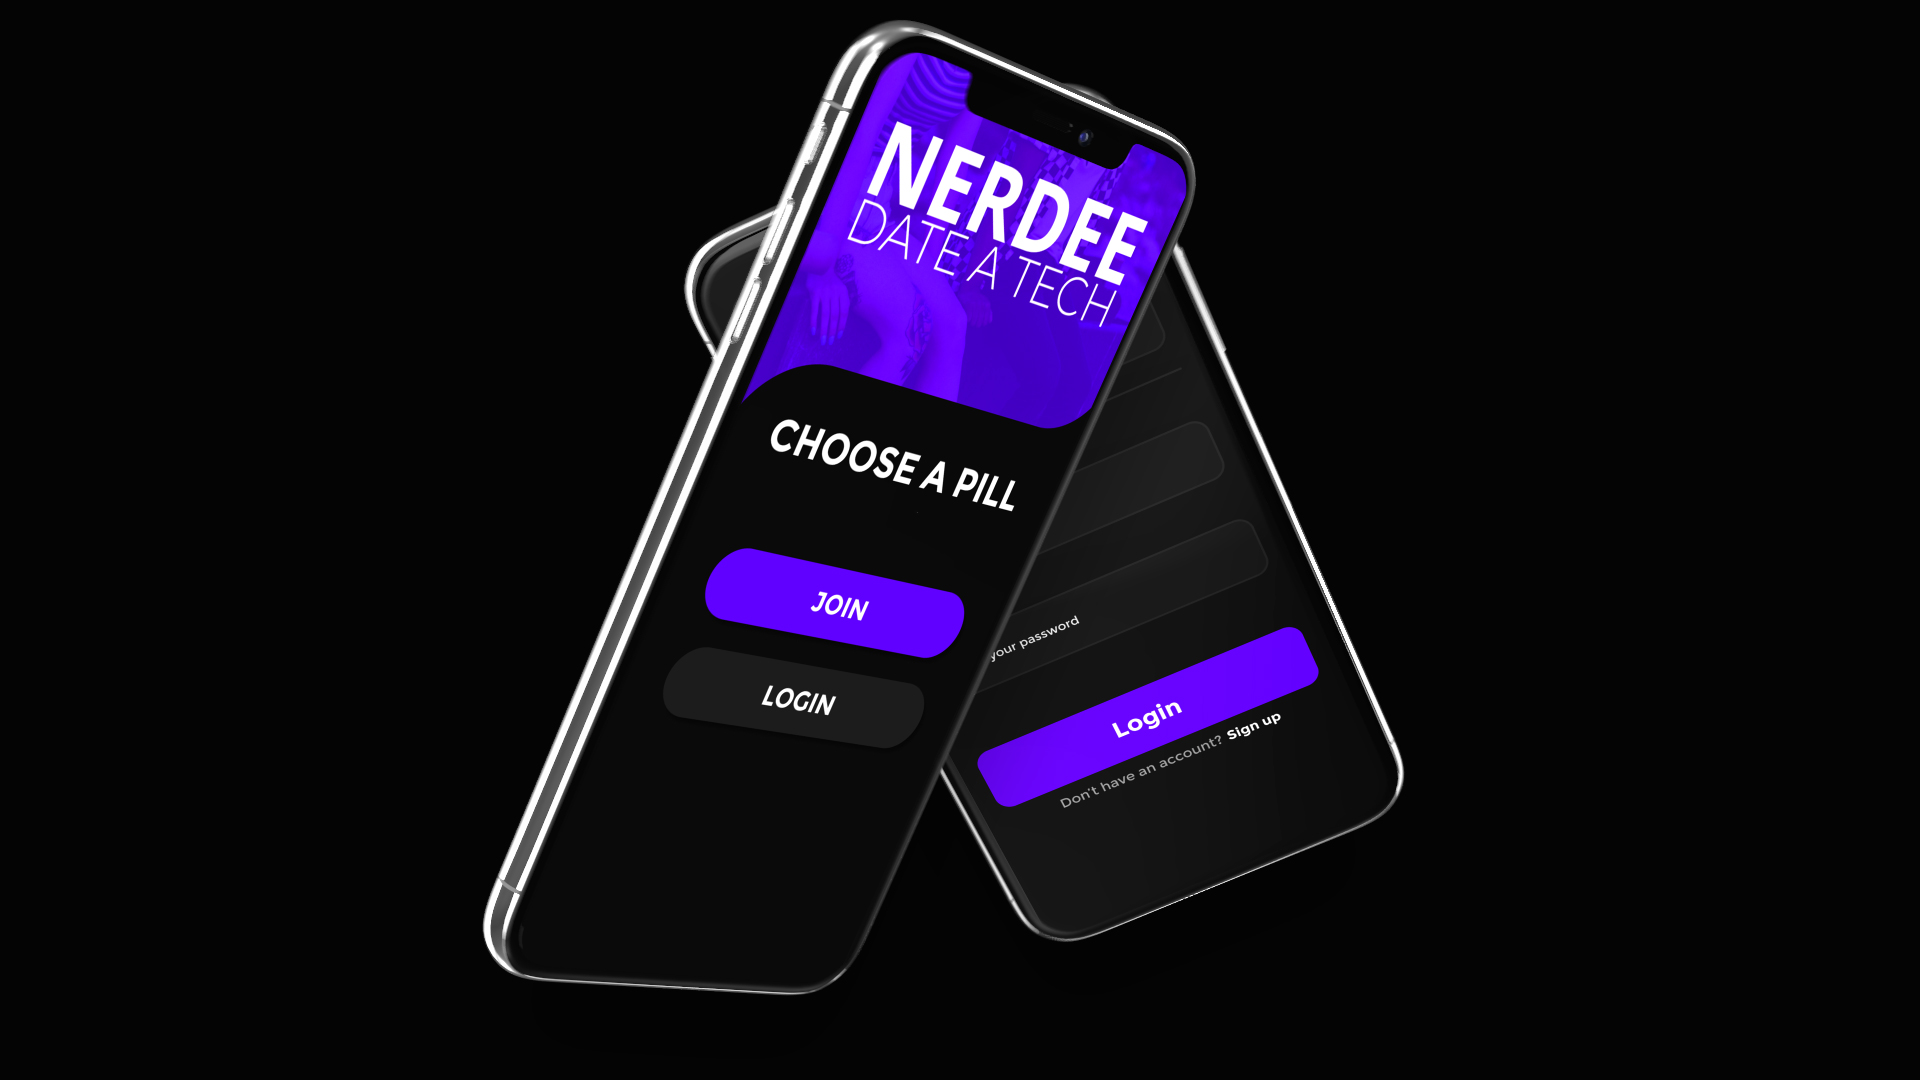 NERDEE
DATE A TECH
CHOOSE A PILL
JOIN
LOGIN
your password
Login
Don't have an account? Sign up